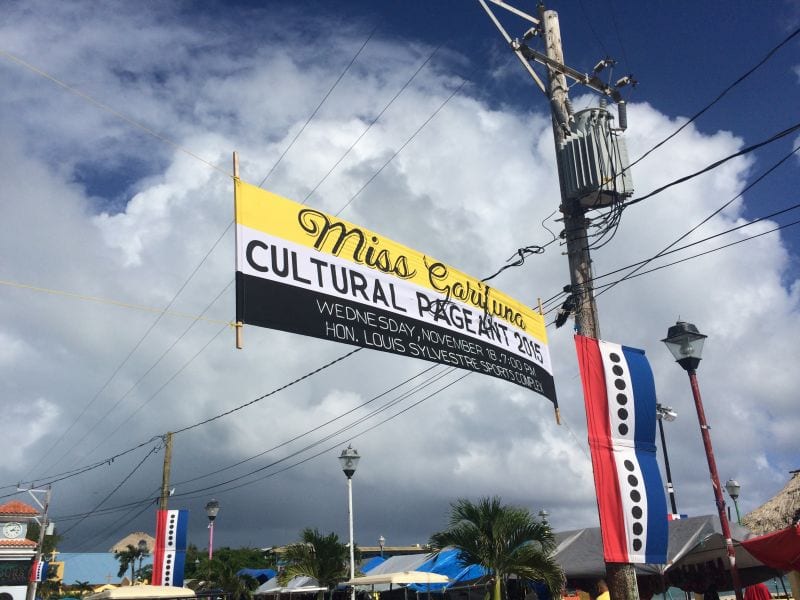 Miss Garifuna
CULTURAL PAGEANT 2015
WEDNESDAY, NOVEMBER 18, 7:00 PM
HON. LOUIS SYLVESTRE SPORTS COMPLEX